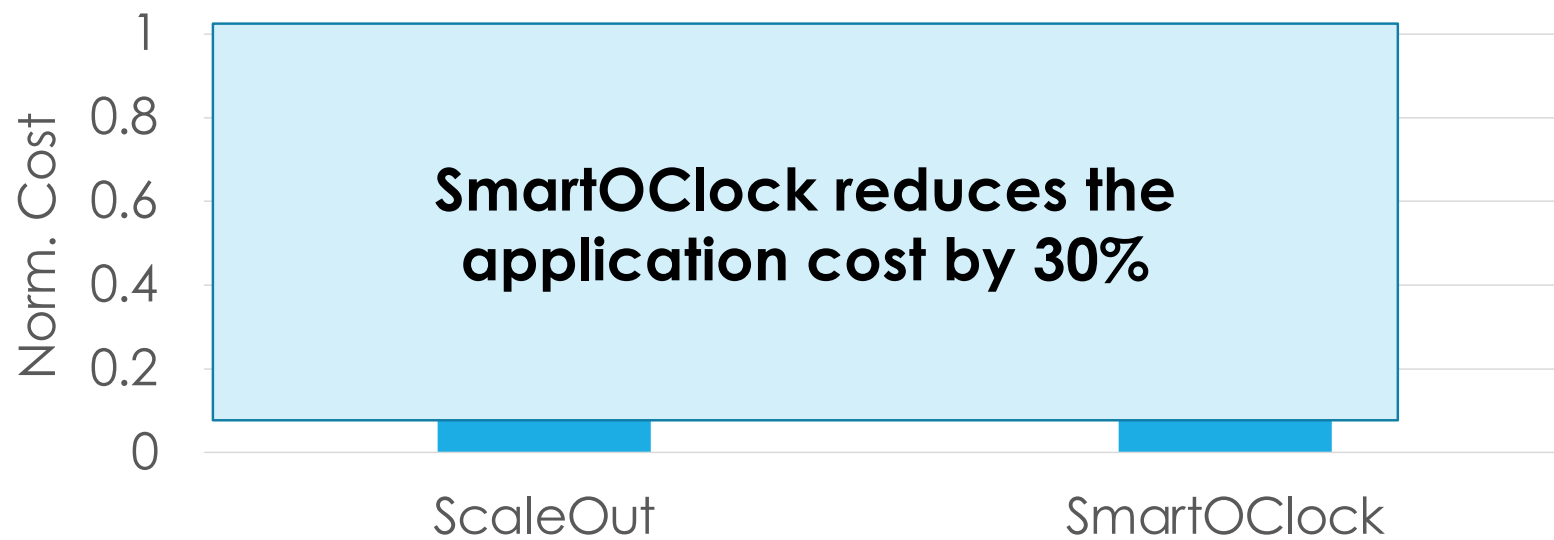 1
0.8
0.6
0.4
0.2
0
Norm. Cost
SmartOClock reduces the
application cost by 30%
ScaleOut
SmartOClock